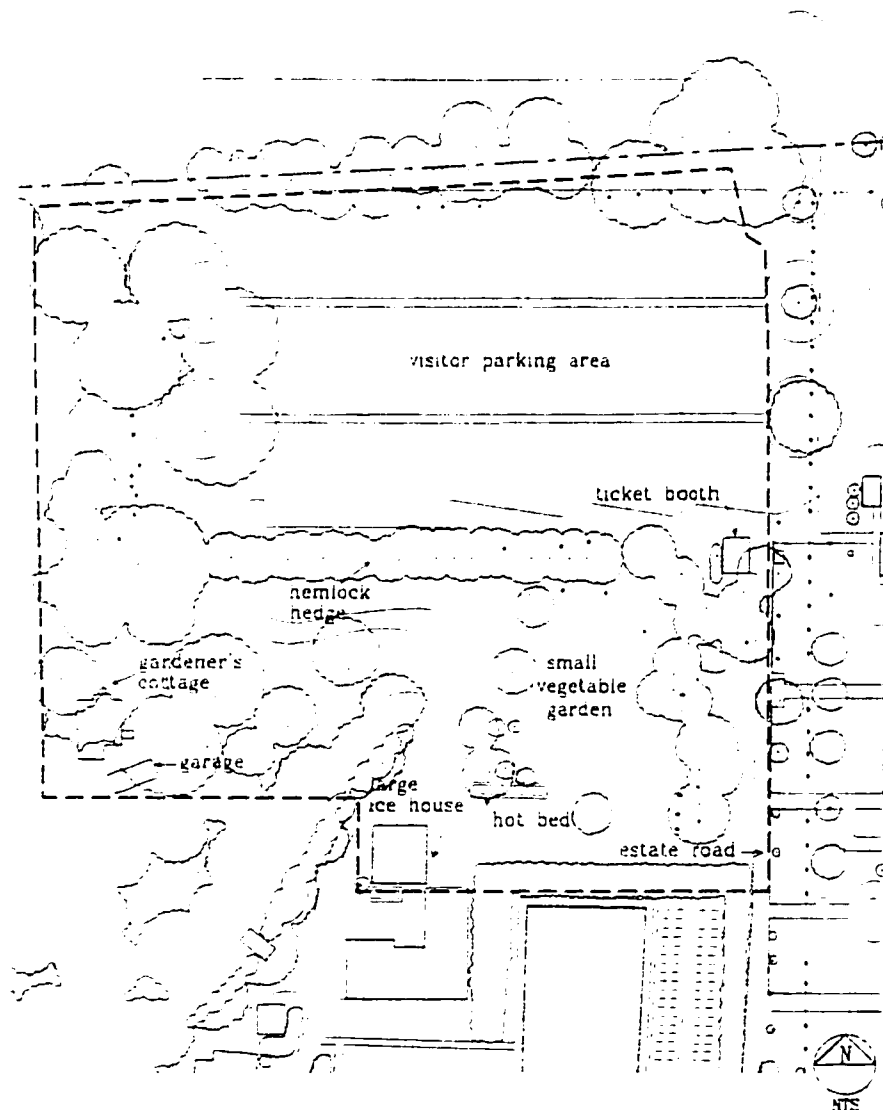 visitor parking area
ticket booth
hemlock
hedge
gardener's
cottage
small
vegetable
garden
garage
large
ice house
hot bed
estate road
N
NTS